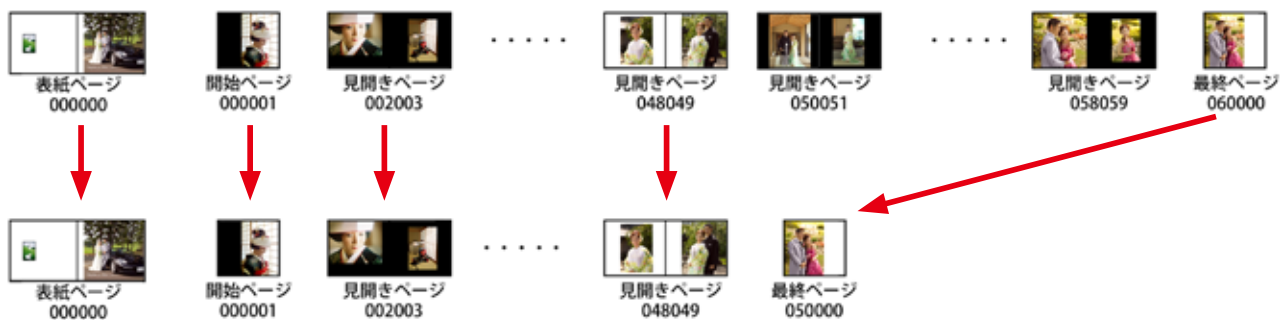 表紙ページ
000000
開始ページ
000001
見開きページ
002003
・・・・・
見開きページ
048049
見開きページ
050051
・・・・・
見開きページ
058059
最終ページ
060000
表紙ページ
000000
開始ページ
000001
見開きページ
002003
・・・・・
見開きページ
048049
最終ページ
050000